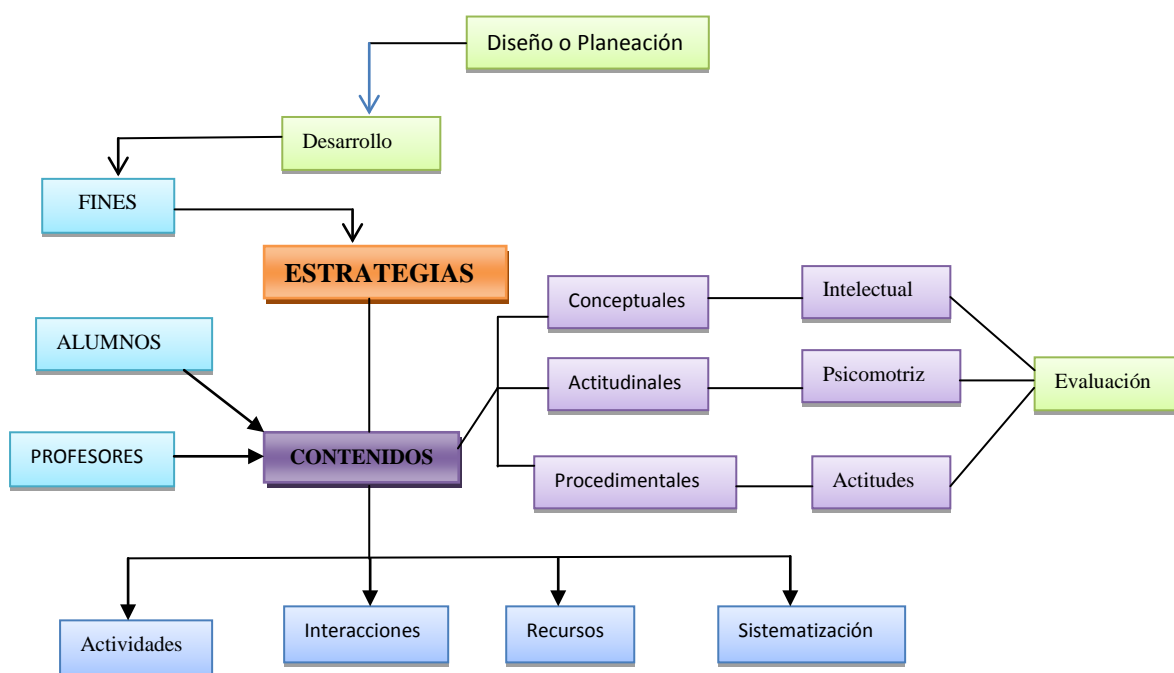 Diseño o Planeación
Desarrollo
FINES
ESTRATEGIAS
Conceptuales
Intelectual
ALUMNOS
Actitudinales
Psicomotriz
Evaluación
PROFESORES
CONTENIDOS
Procedimentales
Actitudes
Actividades
Interacciones
Recursos
Sistematización